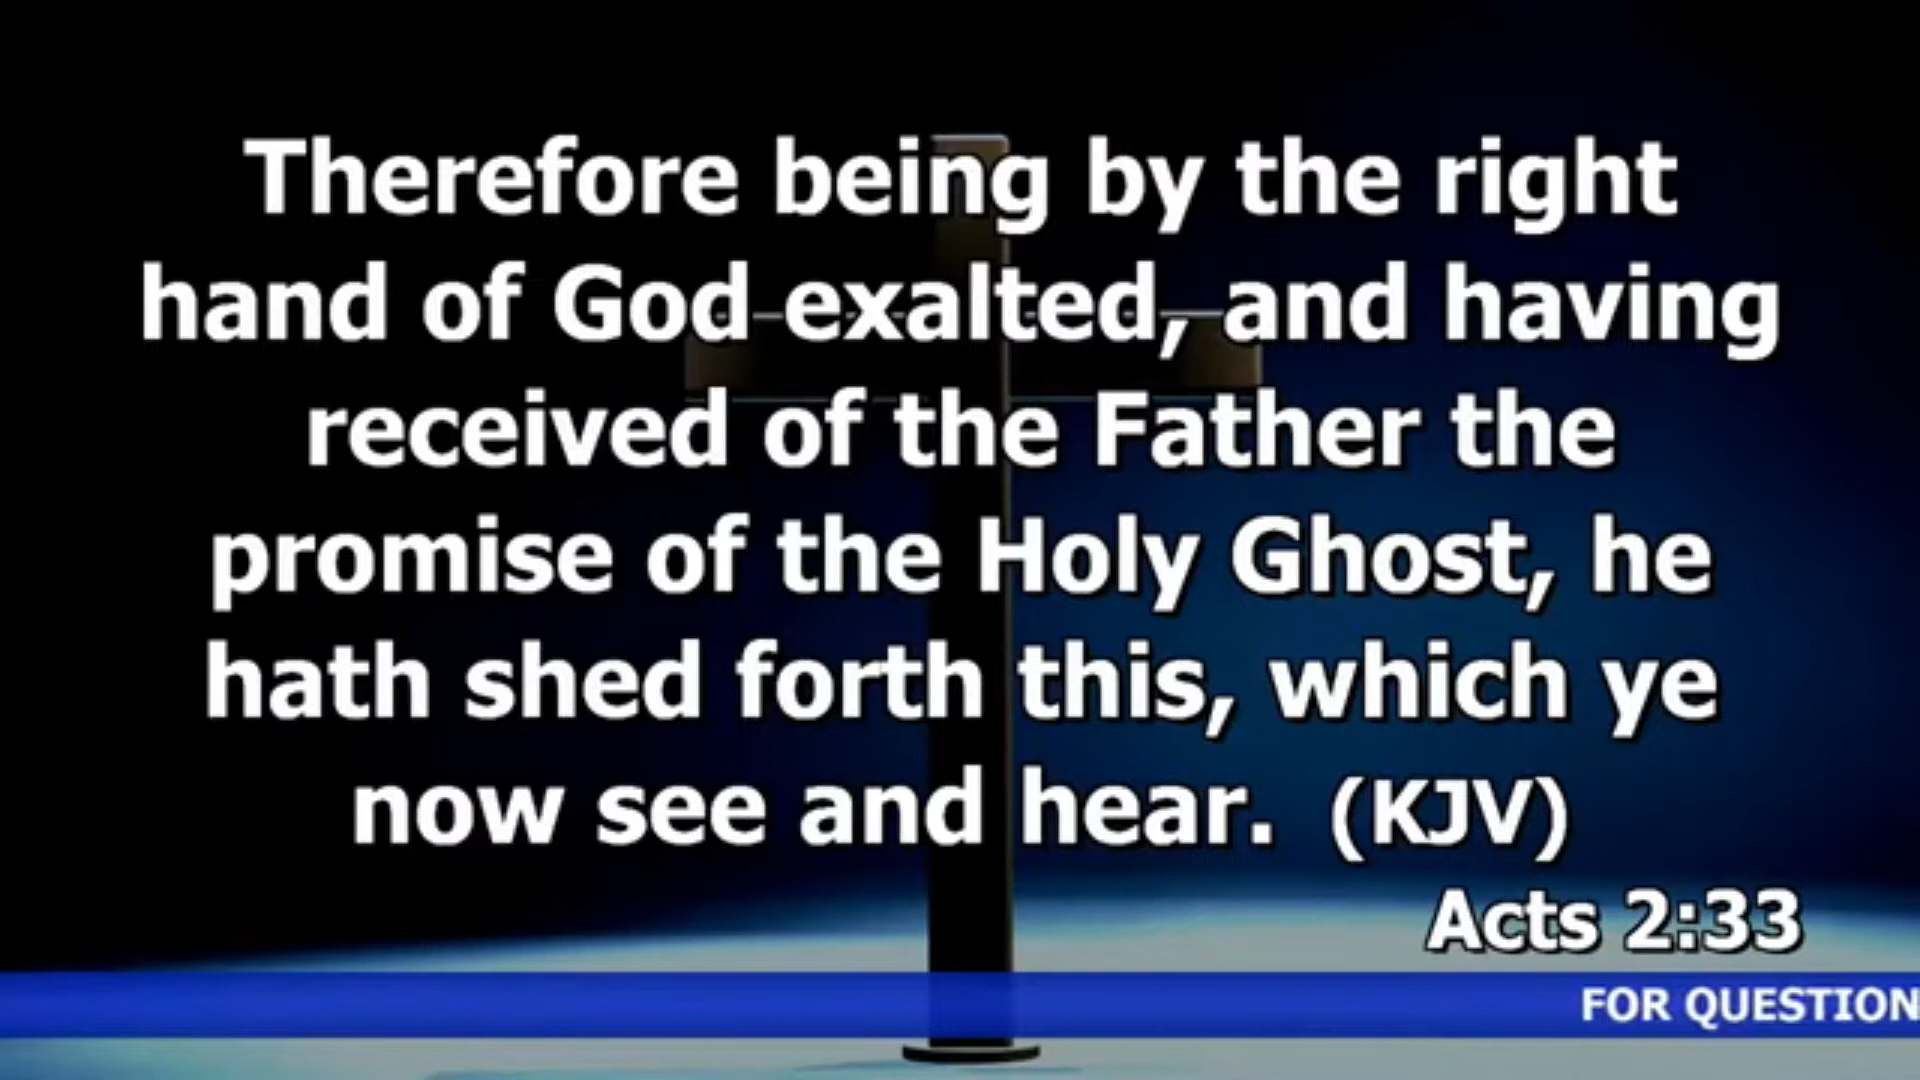 Therefore being by the right
hand of God exalted, and having
received of the Father the
promise of the Holy Ghost, he
hath shed forth this, which ye
now see and hear. (KJV)
Acts 2:33
FOR QUESTION